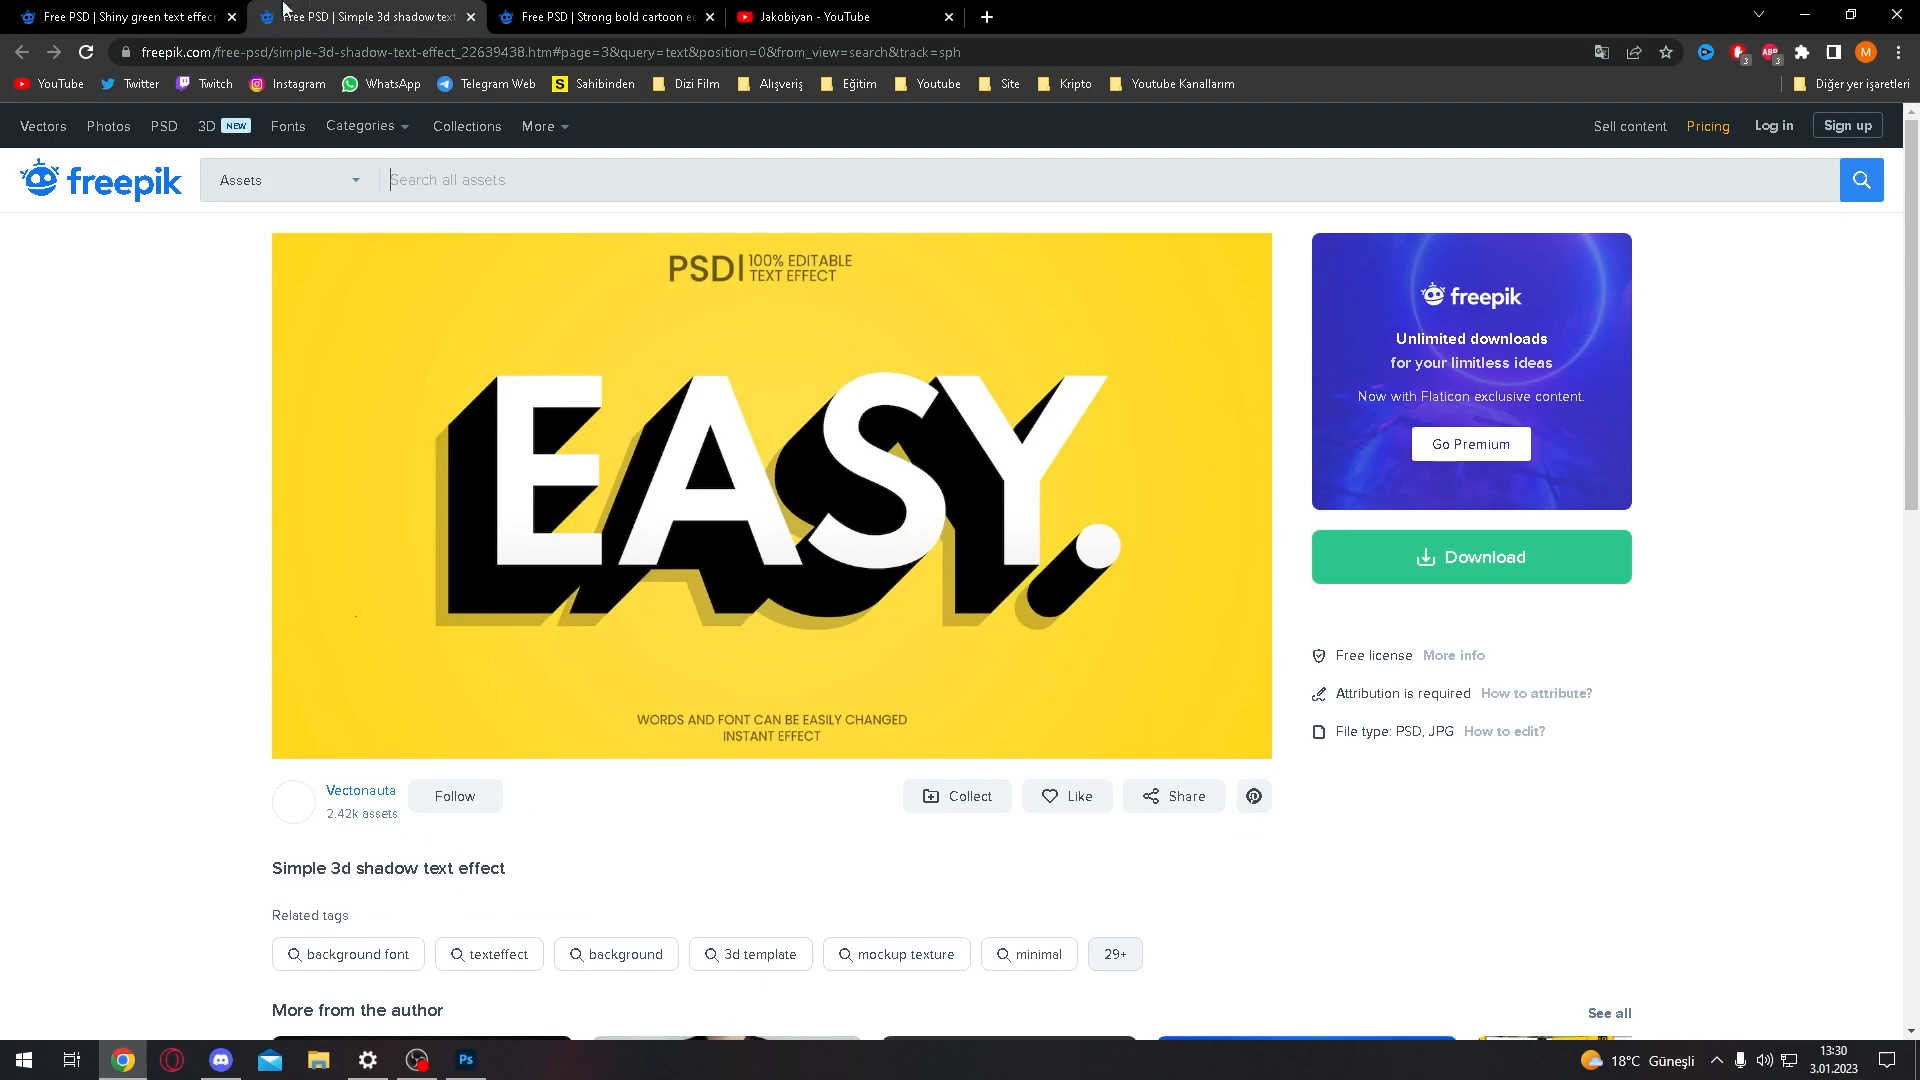 Free PSD | Shiny green text effect
Free PSD | Simple 3d shadow text
Free PSD | Strong bold cartoon ed
Jakobiyan - YouTube
freepik.com/free-psd/simple-3d-shadow-text-effect_22639438.htm#page=3&query=text&position=0&from_view=search&track=sph
ABP
3
3
M
YouTube
Twitter
Twitch
Instagram
WhatsApp
Telegram Web
S Sahibinden
Dizi Film
Alışveriş
Eğitim
Youtube
Site
Kripto
Youtube Kanallarım
Diğer yer işaretleri
Vectors
Photos
PSD
3D NEW
Fonts
Categories
Collections
More
Sell content
Pricing
Log in
Sign up
freepik
Assets
Search all assets
PSD| 100% EDITABLE
TEXT EFFECT
EASY.
WORDS AND FONT CAN BE EASILY CHANGED
INSTANT EFFECT
freepik
Unlimited downloads
for your limitless ideas
Now with Flaticon exclusive content.
Go Premium
Download
Free license More info
Attribution is required How to attribute?
File type: PSD, JPG How to edit?
Vectonauta
2.42k assets
Follow
Collect
Like
Share
Simple 3d shadow text effect
Related tags
background font
texteffect
background
3d template
mockup texture
minimal
29+
More from the author
See all
Ps
18°C Güneşli
13:30
3.01.2023